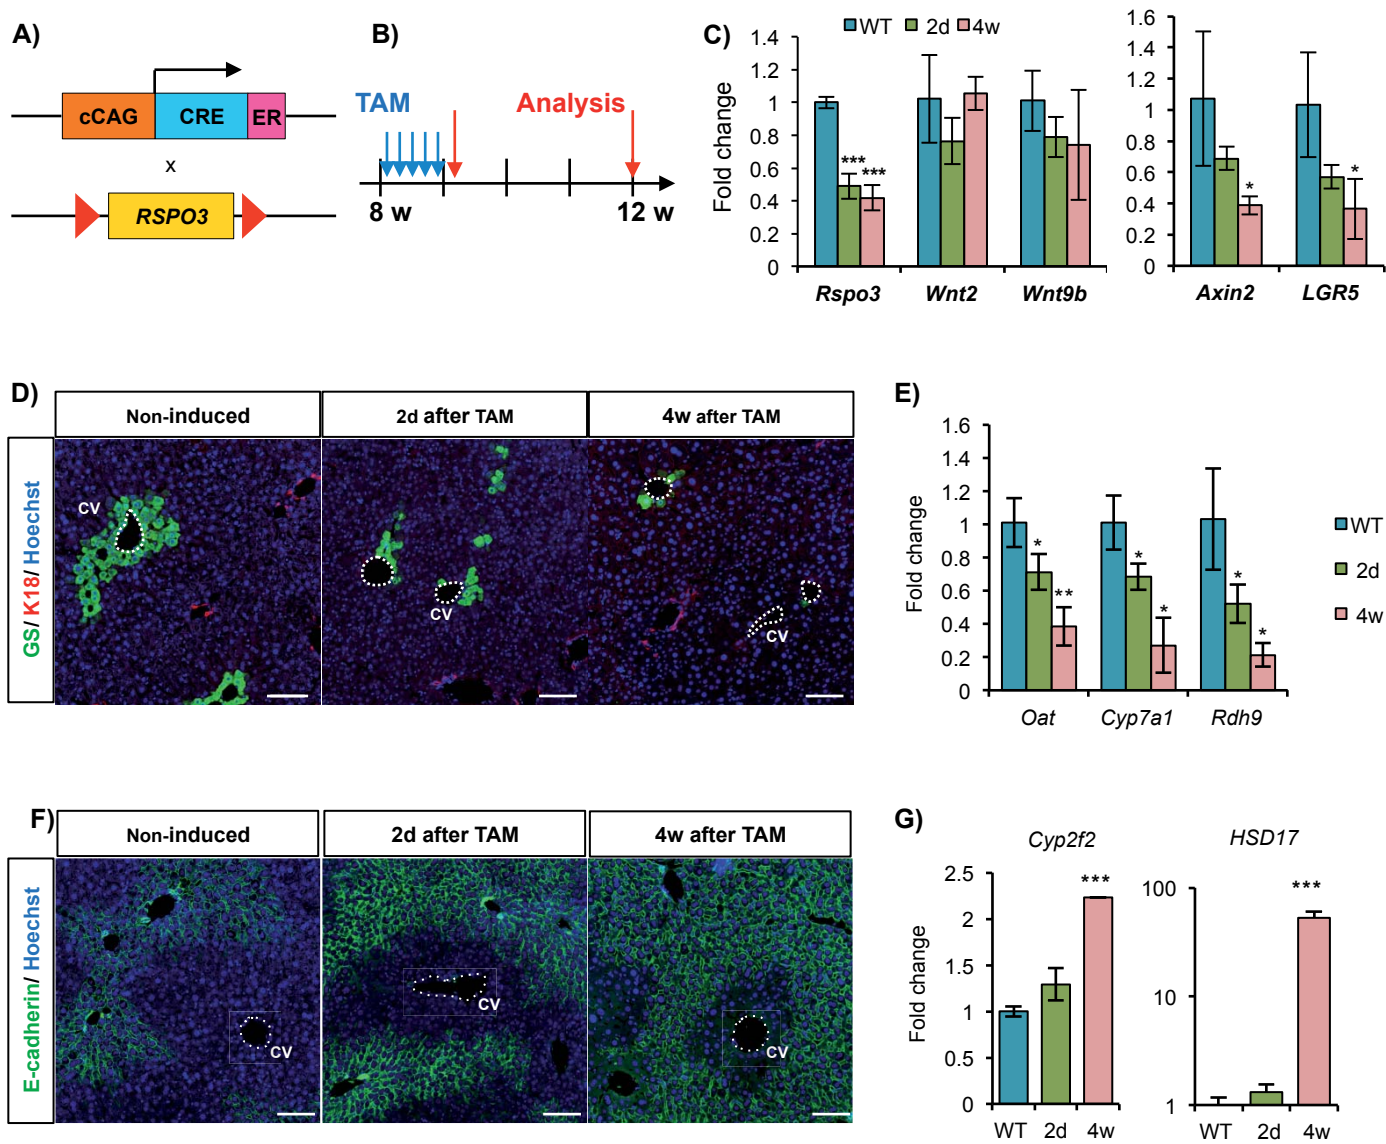 A)
cCAG CRE ER
x
RSPO3
B)
TAM Analysis
8 w 12 w
C)
WT 2d 4w
Fold change
1.4
1.2
1
0.8
0.6
0.4
0.2
0
*** ***
Rspo3 Wnt2 Wnt9b
1.6
1.4
1.2
1
0.8
0.6
0.4
0.2
0
* *
Axin2 LGR5
D)
Non-induced 2d after TAM 4w after TAM
GS/ K18/ Hoechst
CV
CV
CV
E)
Fold change
1.6
1.4
1.2
1
0.8
0.6
0.4
0.2
0
* ** * * * *
Oat Cyp7a1 Rdh9
WT
2d
4w
F)
Non-induced 2d after TAM 4w after TAM
E-cadherin/ Hoechst
CV
CV
CV
G)
Cyp2f2
Fold change
2.5
2
1.5
1
0.5
0
***
WT 2d 4w
HSD17
100
10
1
***
WT 2d 4w